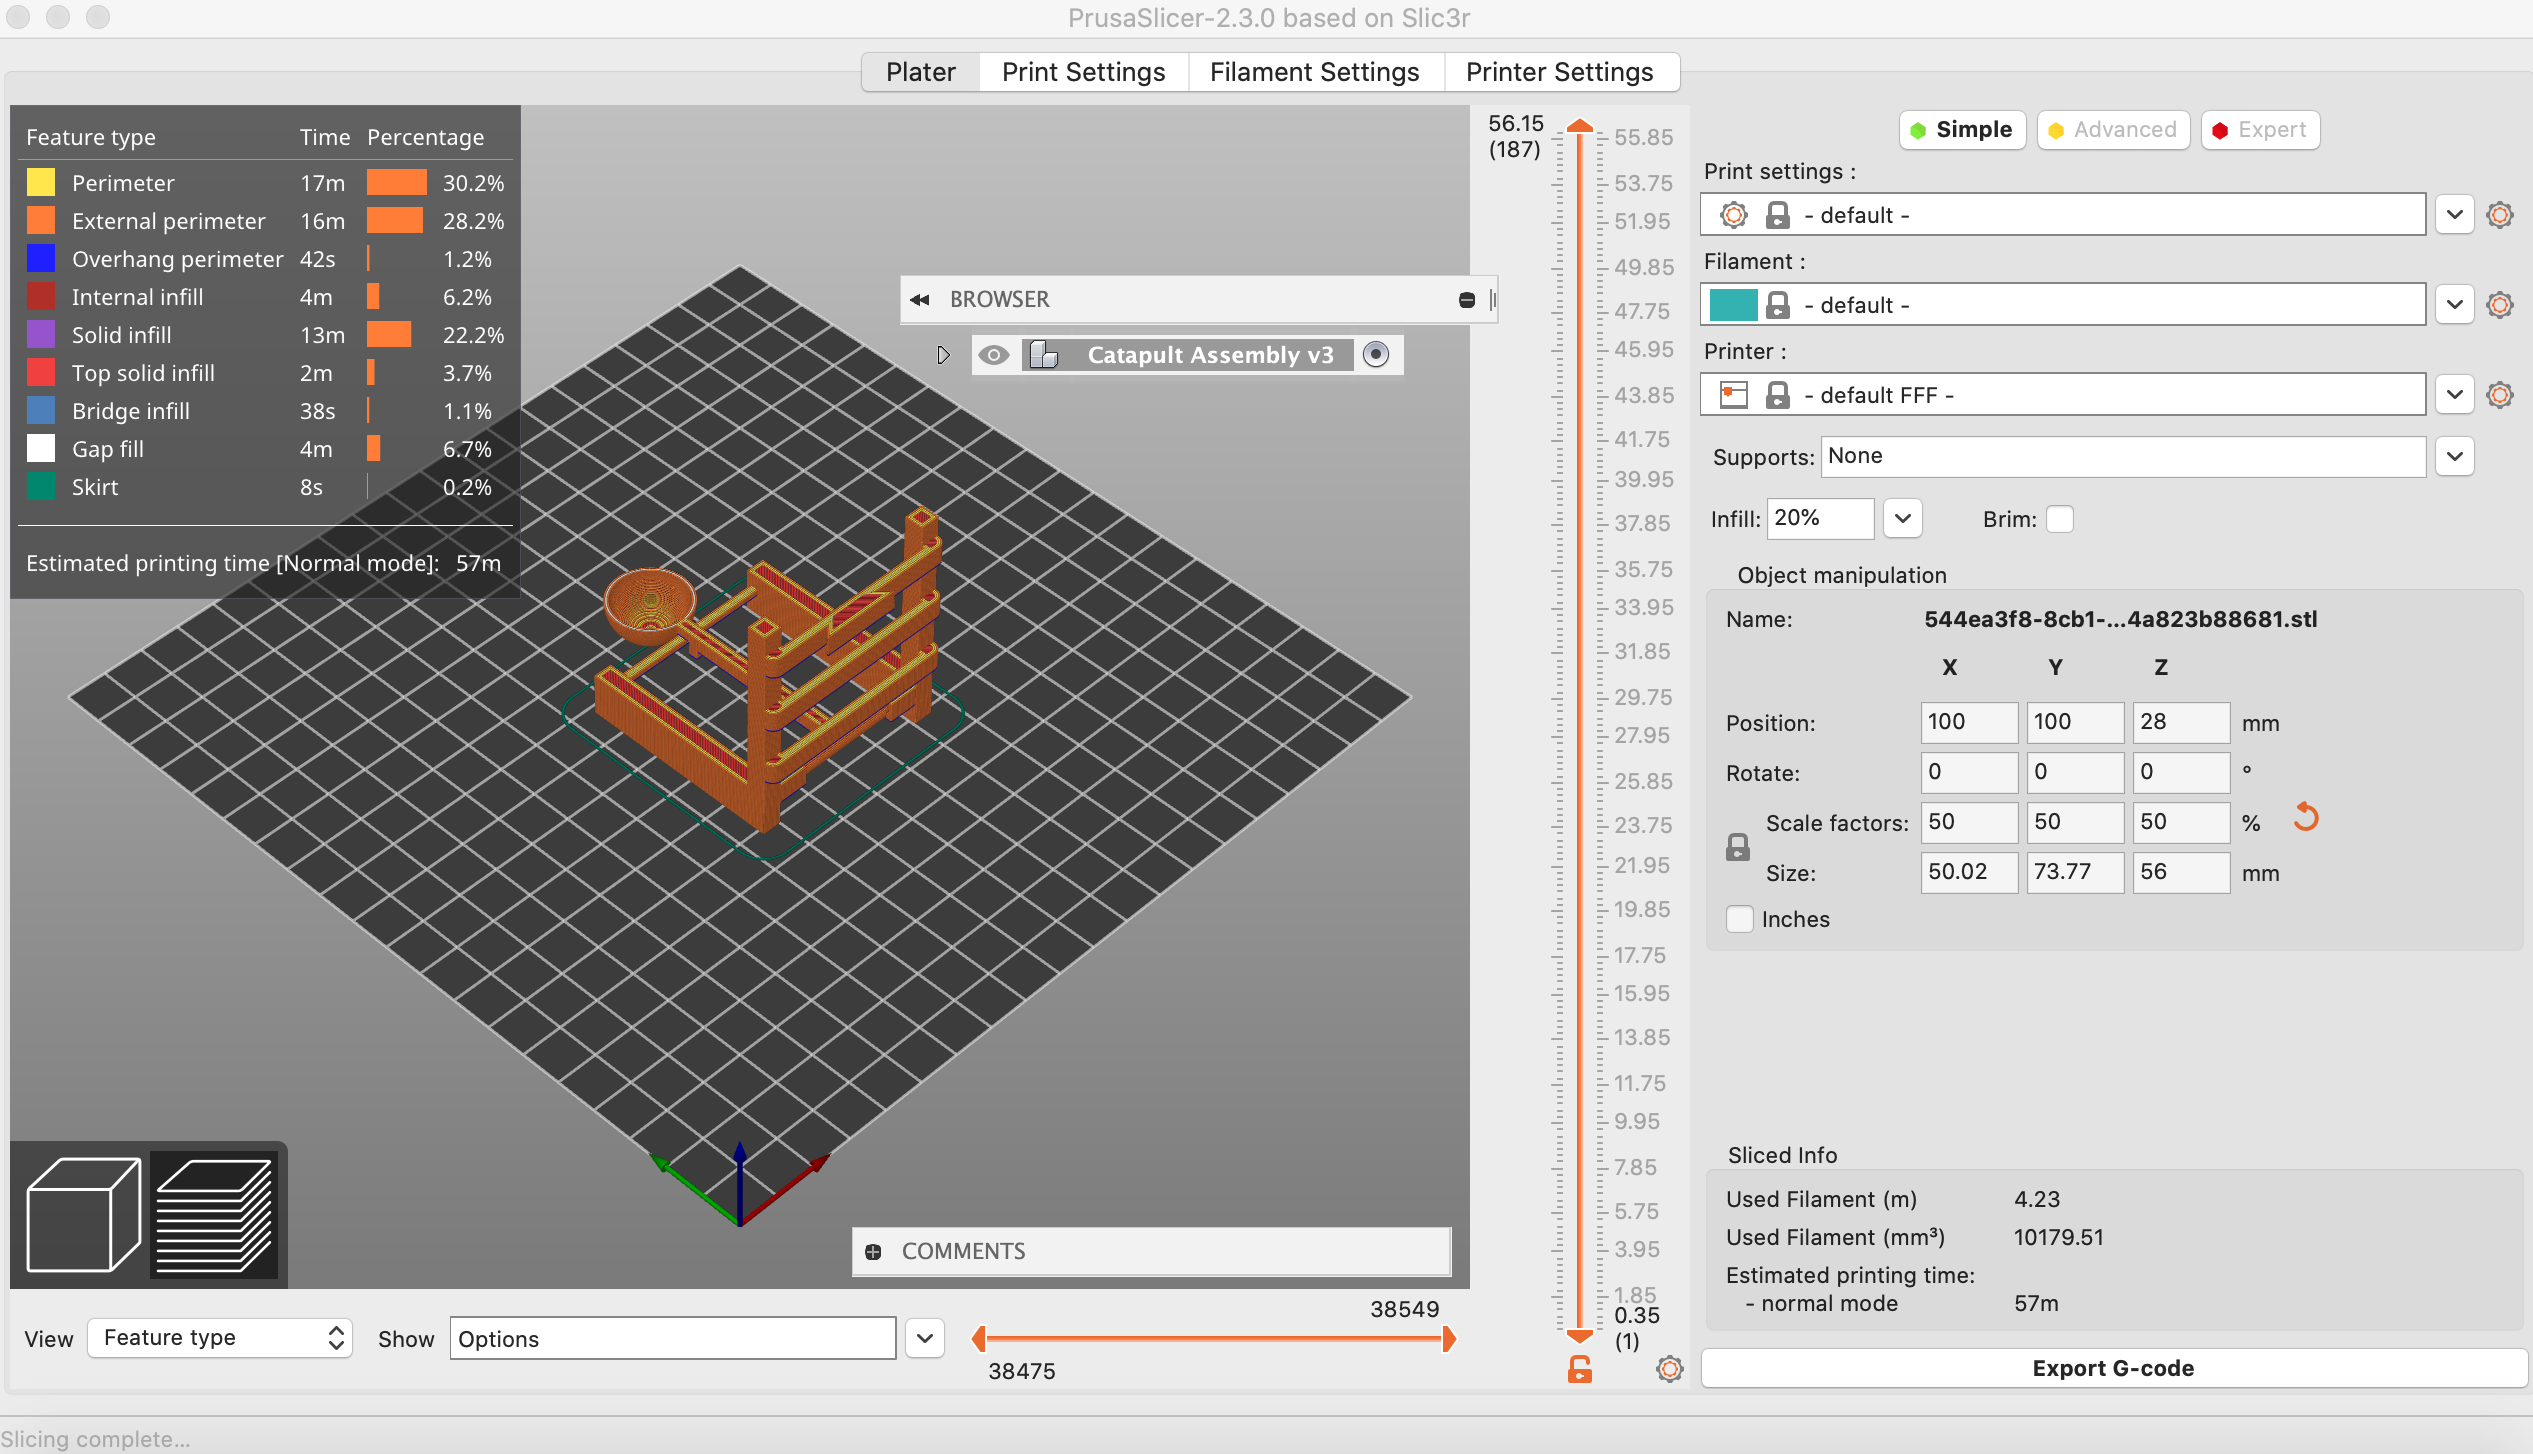 PrusaSlicer-2.3.0 based on Slic3r
Plater Print Settings Filament Settings Printer Settings
Feature type Time Percentage
Perimeter 17m 30.2%
External perimeter 16m 28.2%
Overhang perimeter 42s 1.2%
Internal infill 4m 6.2%
Solid infill 13m 22.2%
Top solid infill 2m 3.7%
Bridge infill 38s 1.1%
Gap fill 4m 6.7%
Skirt 8s 0.2%
Estimated printing time [Normal mode]: 57m
BROWSER
Catapult Assembly v3
COMMENTS
56.15
(187)
55.85
53.75
51.95
49.85
47.75
45.95
43.85
41.75
39.95
37.85
35.75
33.95
31.85
29.75
27.95
25.85
23.75
21.95
19.85
17.75
15.95
13.85
11.75
9.95
7.85
5.75
3.95
1.85
0.35
(1)
Simple Advanced Expert
Print settings :
- default -
Filament :
- default -
Printer :
- default FFF -
Supports: None
Infill: 20% Brim:
Object manipulation
Name: 544ea3f8-8cb1-...4a823b88681.stl
X Y Z
Position: 100 100 28 mm
Rotate: 0 0 0 °
Scale factors: 50 50 50 %
Size: 50.02 73.77 56 mm
Inches
Sliced Info
Used Filament (m) 4.23
Used Filament (mm³) 10179.51
Estimated printing time:
- normal mode 57m
Export G-code
View Feature type Show Options
38549
38475
Slicing complete...